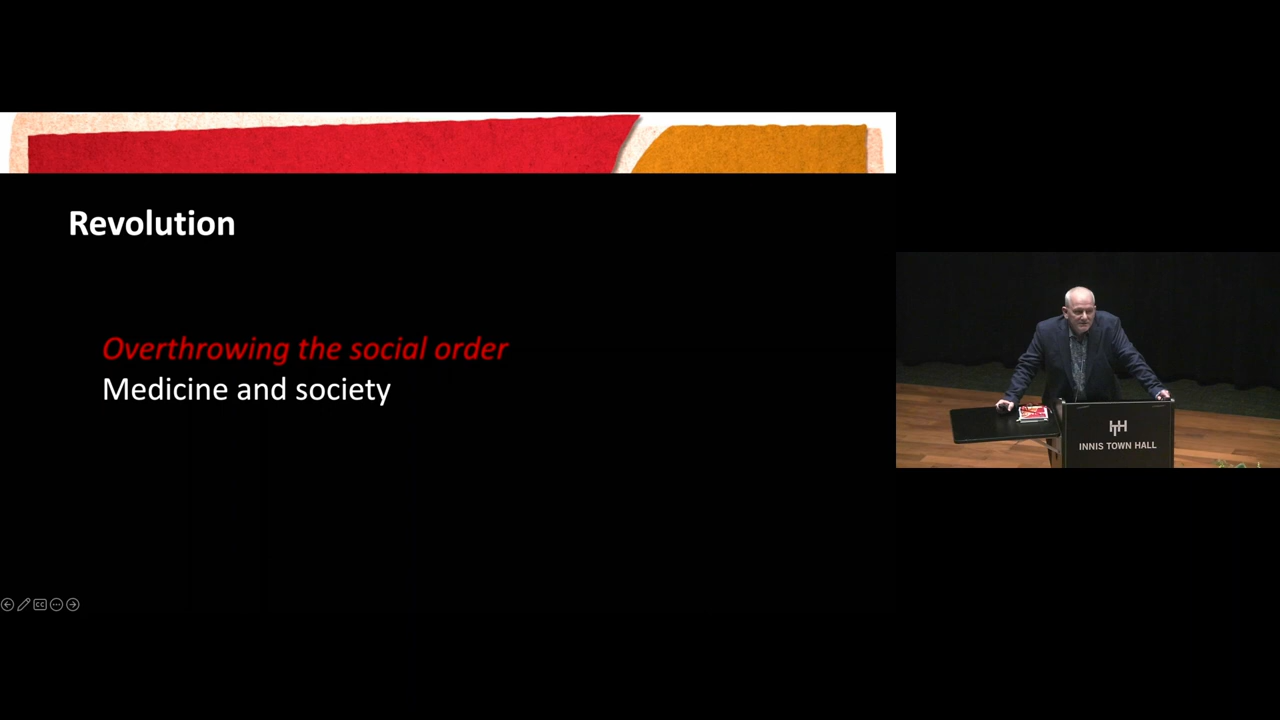 Revolution
Overthrowing the social order
Medicine and society
INNIS TOWN HALL